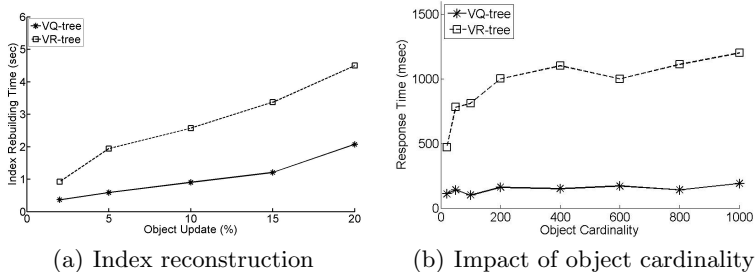 VQ-tree
VR-tree
6
5
4
3
2
1
0
0
5
10
15
20
Index Rebuilding Time (sec)
Object Update (%)
(a) Index reconstruction
VQ-tree
VR-tree
1500
1000
500
0
0
200
400
600
800
1000
Response Time (msec)
Object Cardinality
(b) Impact of object cardinality